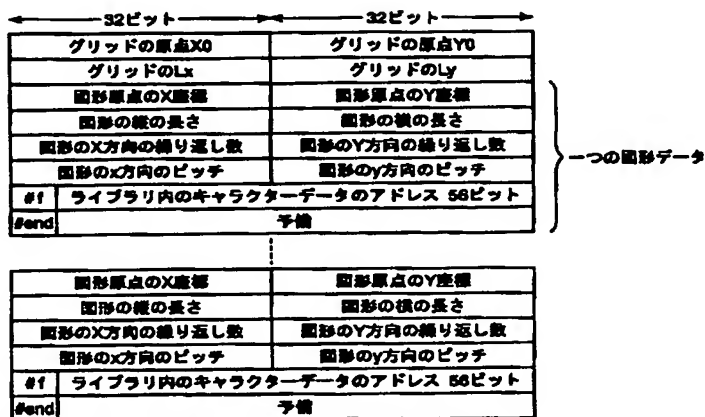 32ビット 32ビット
グリッドの原点X0 グリッドの原点Y0
グリッドのLx グリッドのLy
図形原点のX座標 図形原点のY座標
図形の縦の長さ 図形の横の長さ
図形のX方向の繰り返し数 図形のY方向の繰り返し数
図形のx方向のピッチ 図形のy方向のピッチ
#f ライブラリ内のキャラクターデータのアドレス 56ビット
#end 予備
一つの図形データ
図形原点のX座標 図形原点のY座標
図形の縦の長さ 図形の横の長さ
図形のX方向の繰り返し数 図形のY方向の繰り返し数
図形のx方向のピッチ 図形のy方向のピッチ
#f ライブラリ内のキャラクターデータのアドレス 56ビット
#end 予備